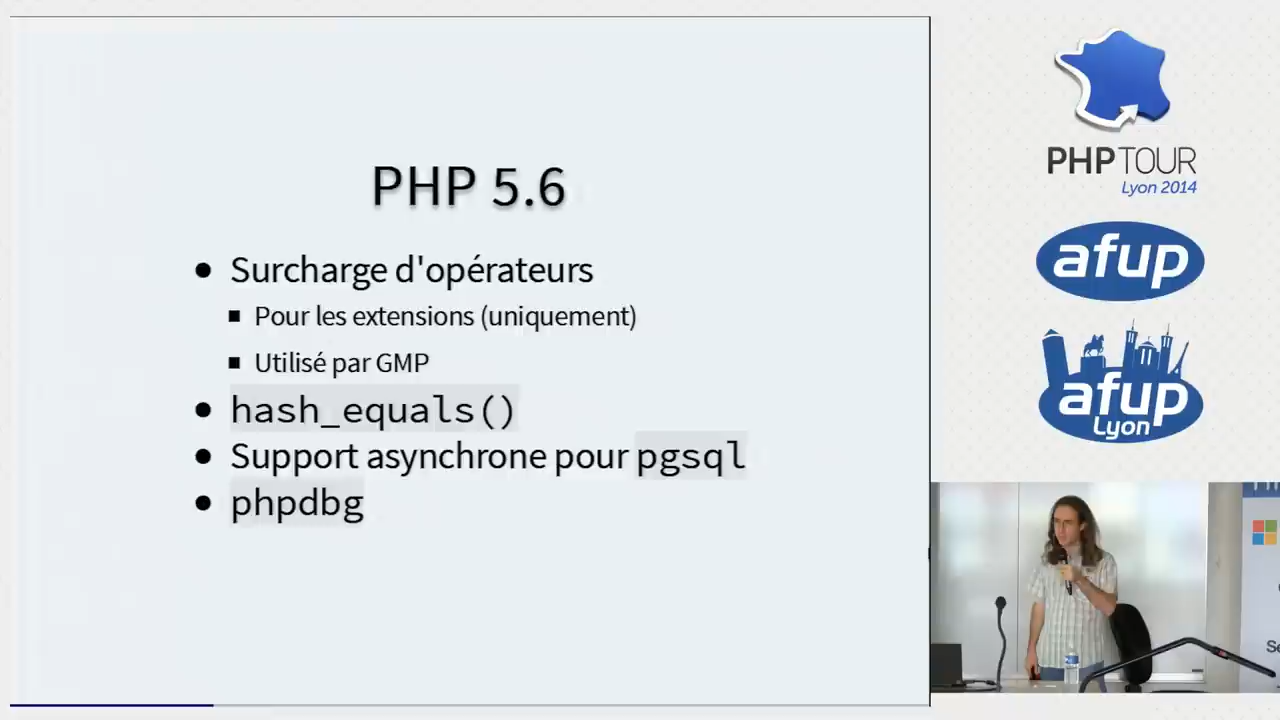 PHP 5.6
Surcharge d'opérateurs
Pour les extensions (uniquement)
Utilisé par GMP
hash_equals()
Support asynchrone pour pgsql
phpdbg
PHPTOUR
Lyon 2014
afup
afup
Lyon